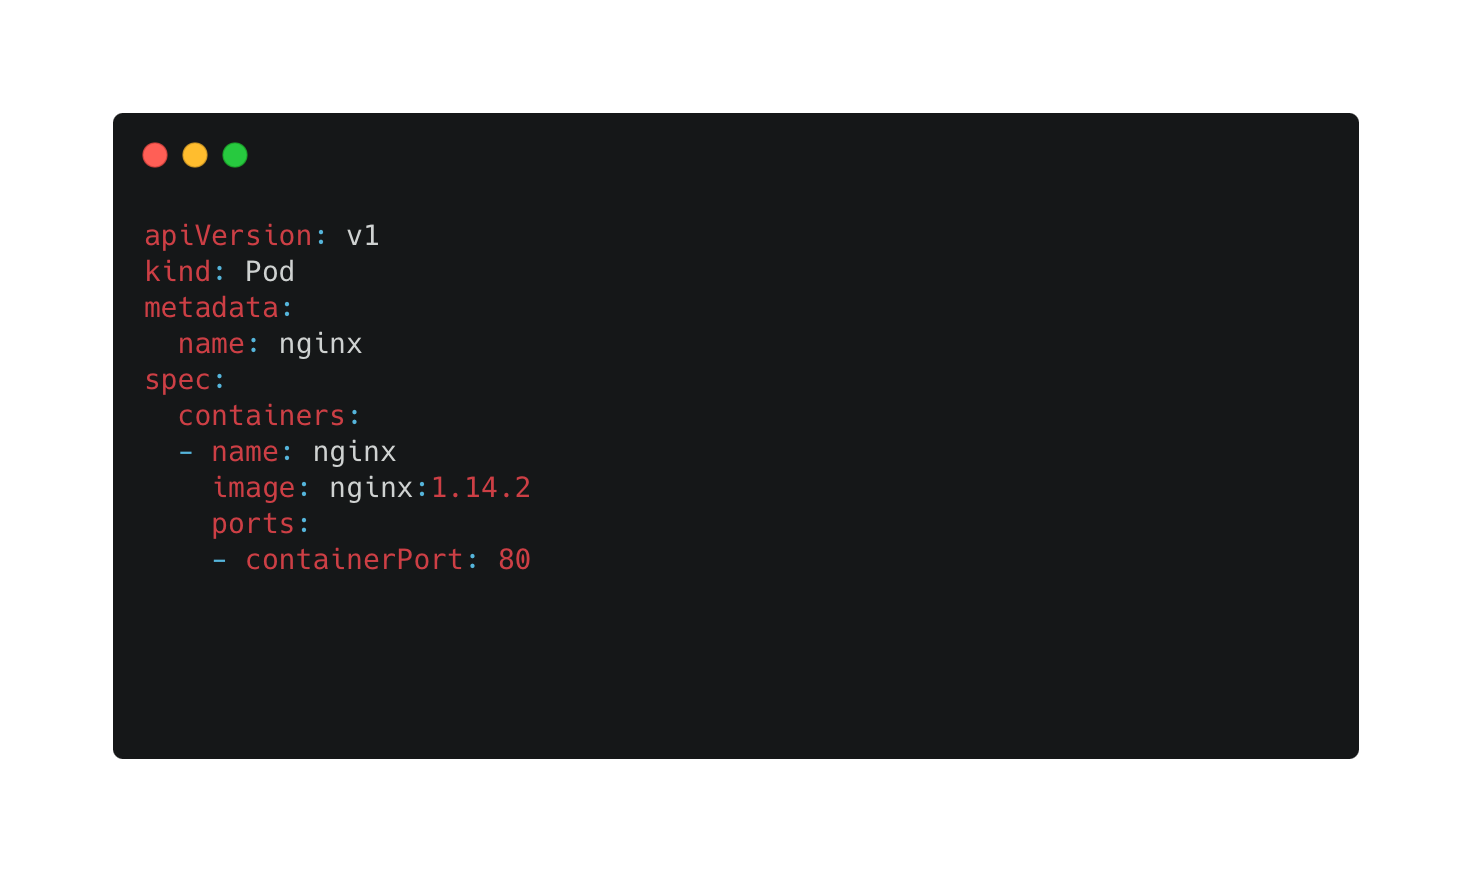 apiVersion: v1
kind: Pod
metadata:
  name: nginx
spec:
  containers:
  - name: nginx
    image: nginx:1.14.2
    ports:
    - containerPort: 80